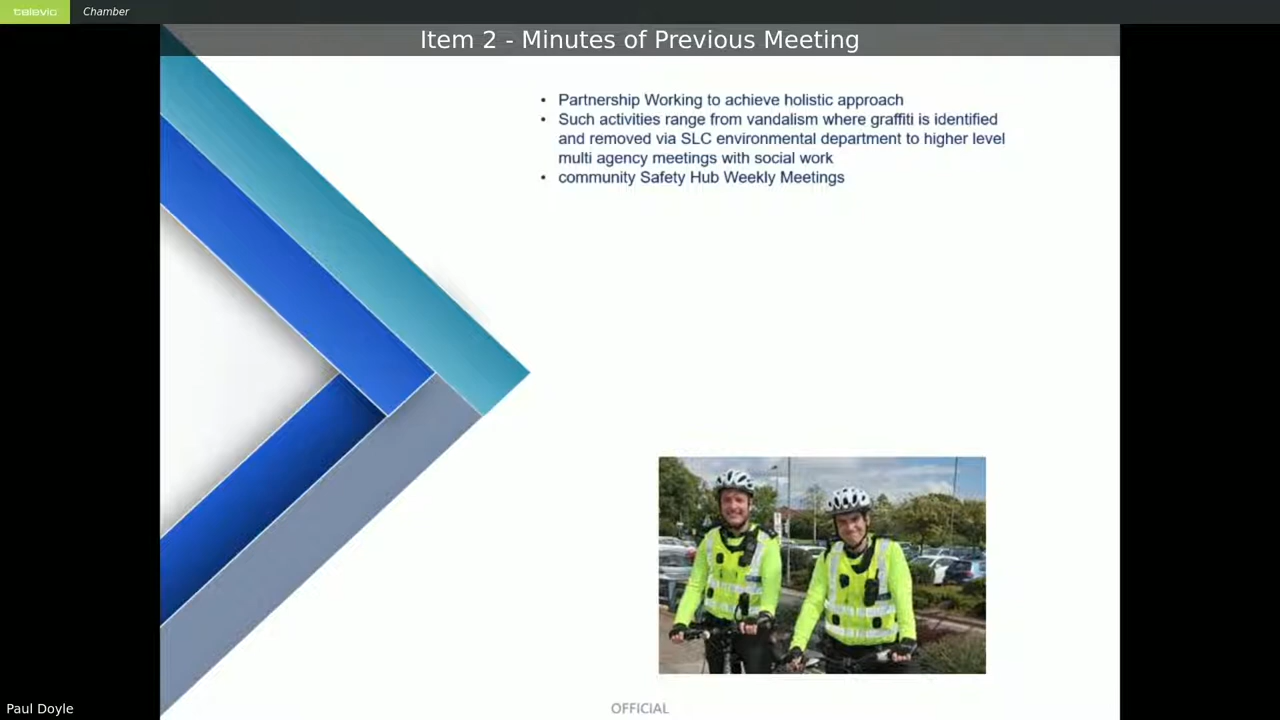 televic
Chamber
Item 2 - Minutes of Previous Meeting
• Partnership Working to achieve holistic approach
• Such activities range from vandalism where graffiti is identified
and removed via SLC environmental department to higher level
multi agency meetings with social work
• community Safety Hub Weekly Meetings
Paul Doyle
OFFICIAL